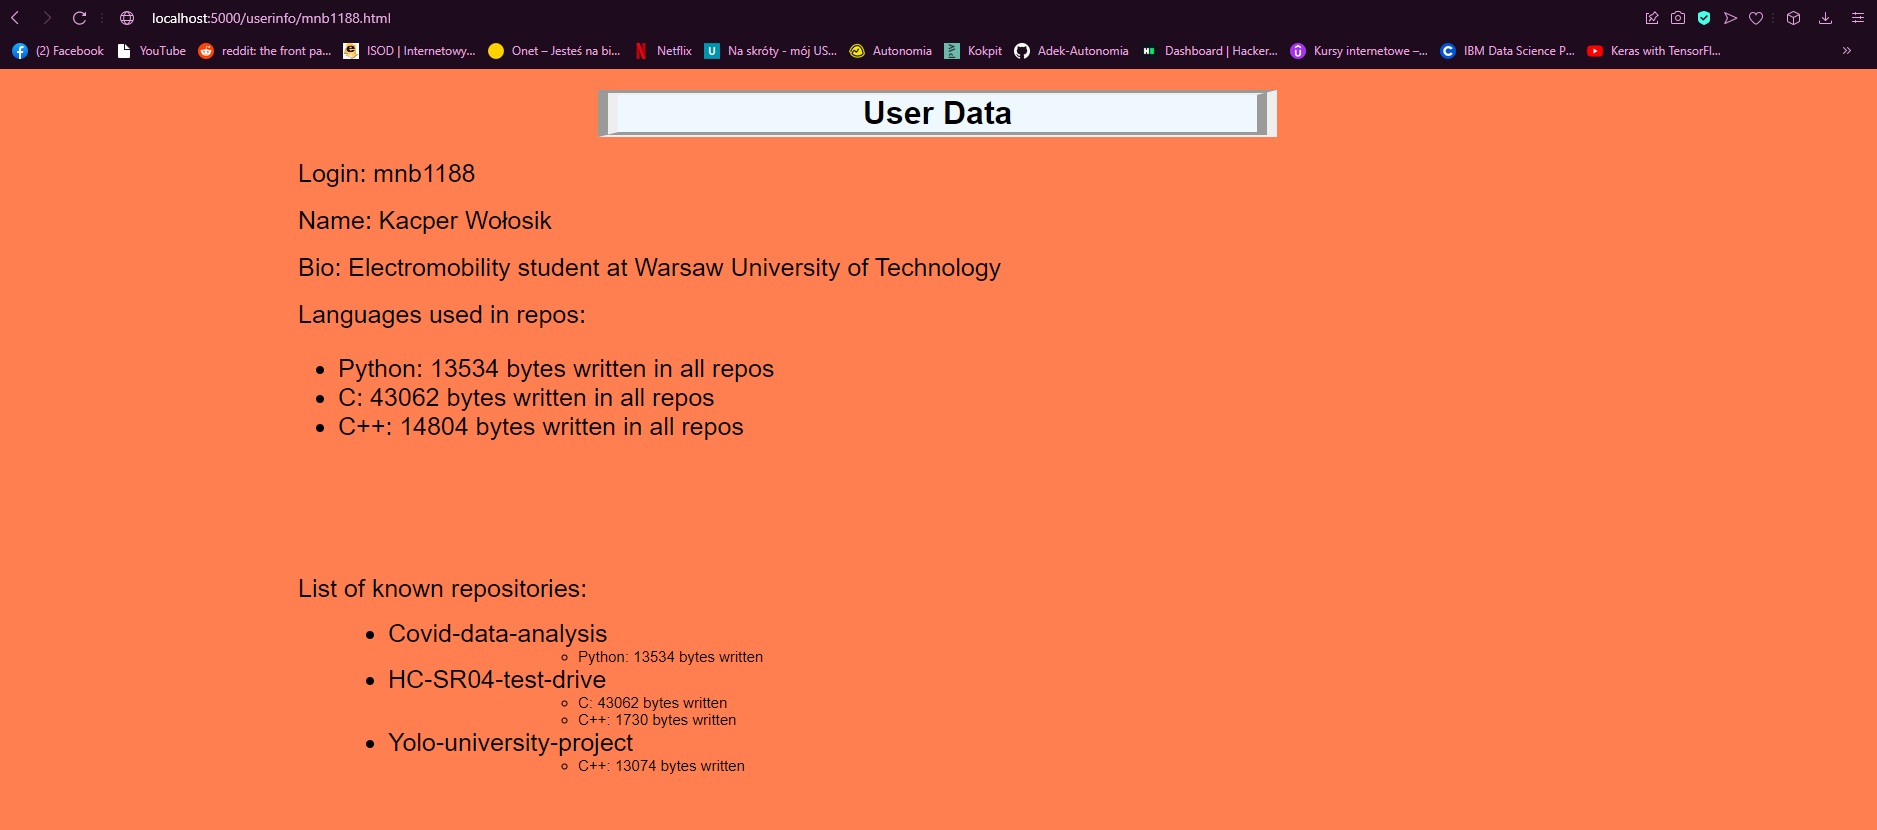 localhost:5000/userinfo/mnb1188.html
(2) Facebook YouTube reddit: the front pa... ISOD | Internetowy... Onet – Jesteś na bi... Netflix Na skróty - mój US... Autonomia Kokpit Adek-Autonomia Dashboard | Hacker... Kursy internetowe –... IBM Data Science P... Keras with TensorFl...
User Data
Login: mnb1188
Name: Kacper Wołosik
Bio: Electromobility student at Warsaw University of Technology
Languages used in repos:
Python: 13534 bytes written in all repos
C: 43062 bytes written in all repos
C++: 14804 bytes written in all repos
List of known repositories:
Covid-data-analysis
Python: 13534 bytes written
HC-SR04-test-drive
C: 43062 bytes written
C++: 1730 bytes written
Yolo-university-project
C++: 13074 bytes written